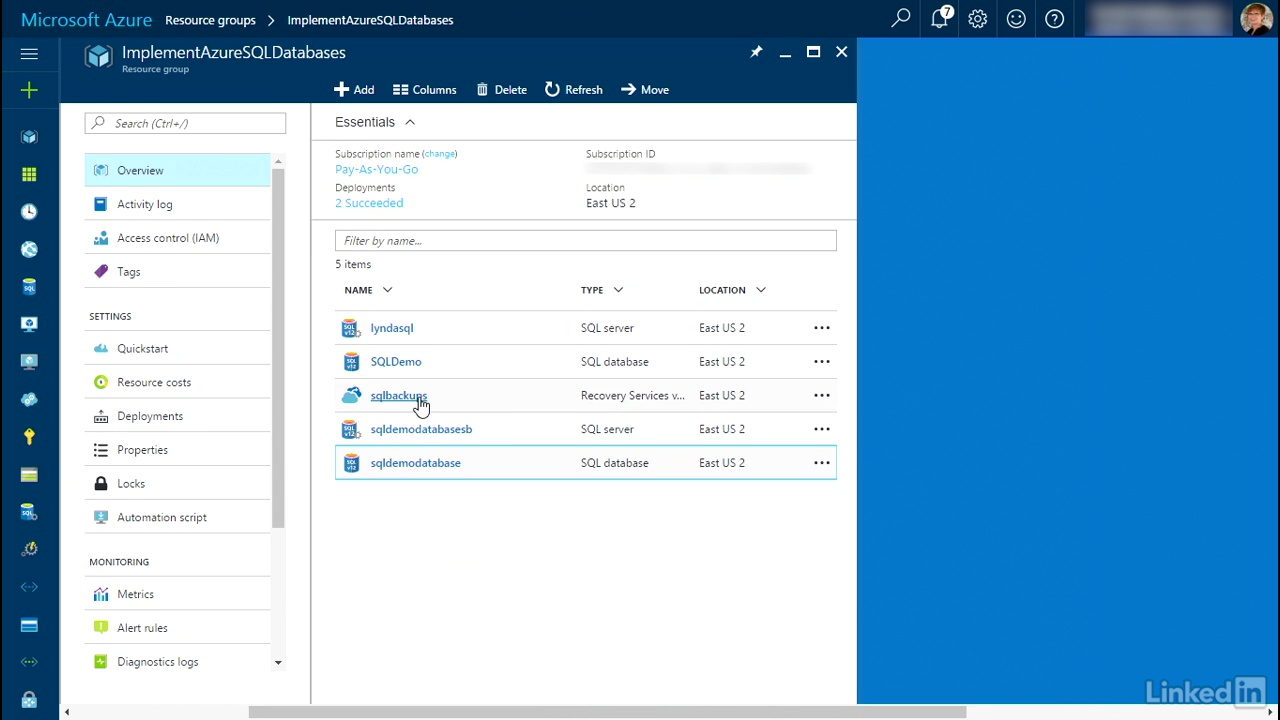 Microsoft Azure Resource groups > ImplementAzureSQLDatabases
7
ImplementAzureSQLDatabases
Resource group
Add Columns Delete Refresh Move
Search (Ctrl+/)
Overview
Activity log
Access control (IAM)
Tags
SETTINGS
Quickstart
Resource costs
Deployments
Properties
Locks
Automation script
MONITORING
Metrics
Alert rules
Diagnostics logs
Essentials
Subscription name (change) Subscription ID
Pay-As-You-Go
Deployments Location
2 Succeeded East US 2
Filter by name...
5 items
NAME TYPE LOCATION
lyndasql SQL server East US 2
SQLDemo SQL database East US 2
sqlbackups Recovery Services v... East US 2
sqldemodatabasesb SQL server East US 2
sqldemodatabase SQL database East US 2
LinkedIn